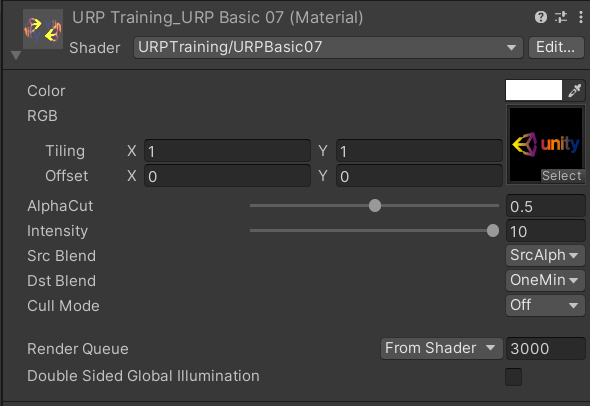 URP Training_URP Basic 07 (Material)
Shader URPTraining/URPBasic07 Edit...
Color
RGB
unity
Tiling X 1 Y 1
Offset X 0 Y 0
Select
AlphaCut 0.5
Intensity 10
Src Blend SrcAlph
Dst Blend OneMin
Cull Mode Off
Render Queue From Shader 3000
Double Sided Global Illumination